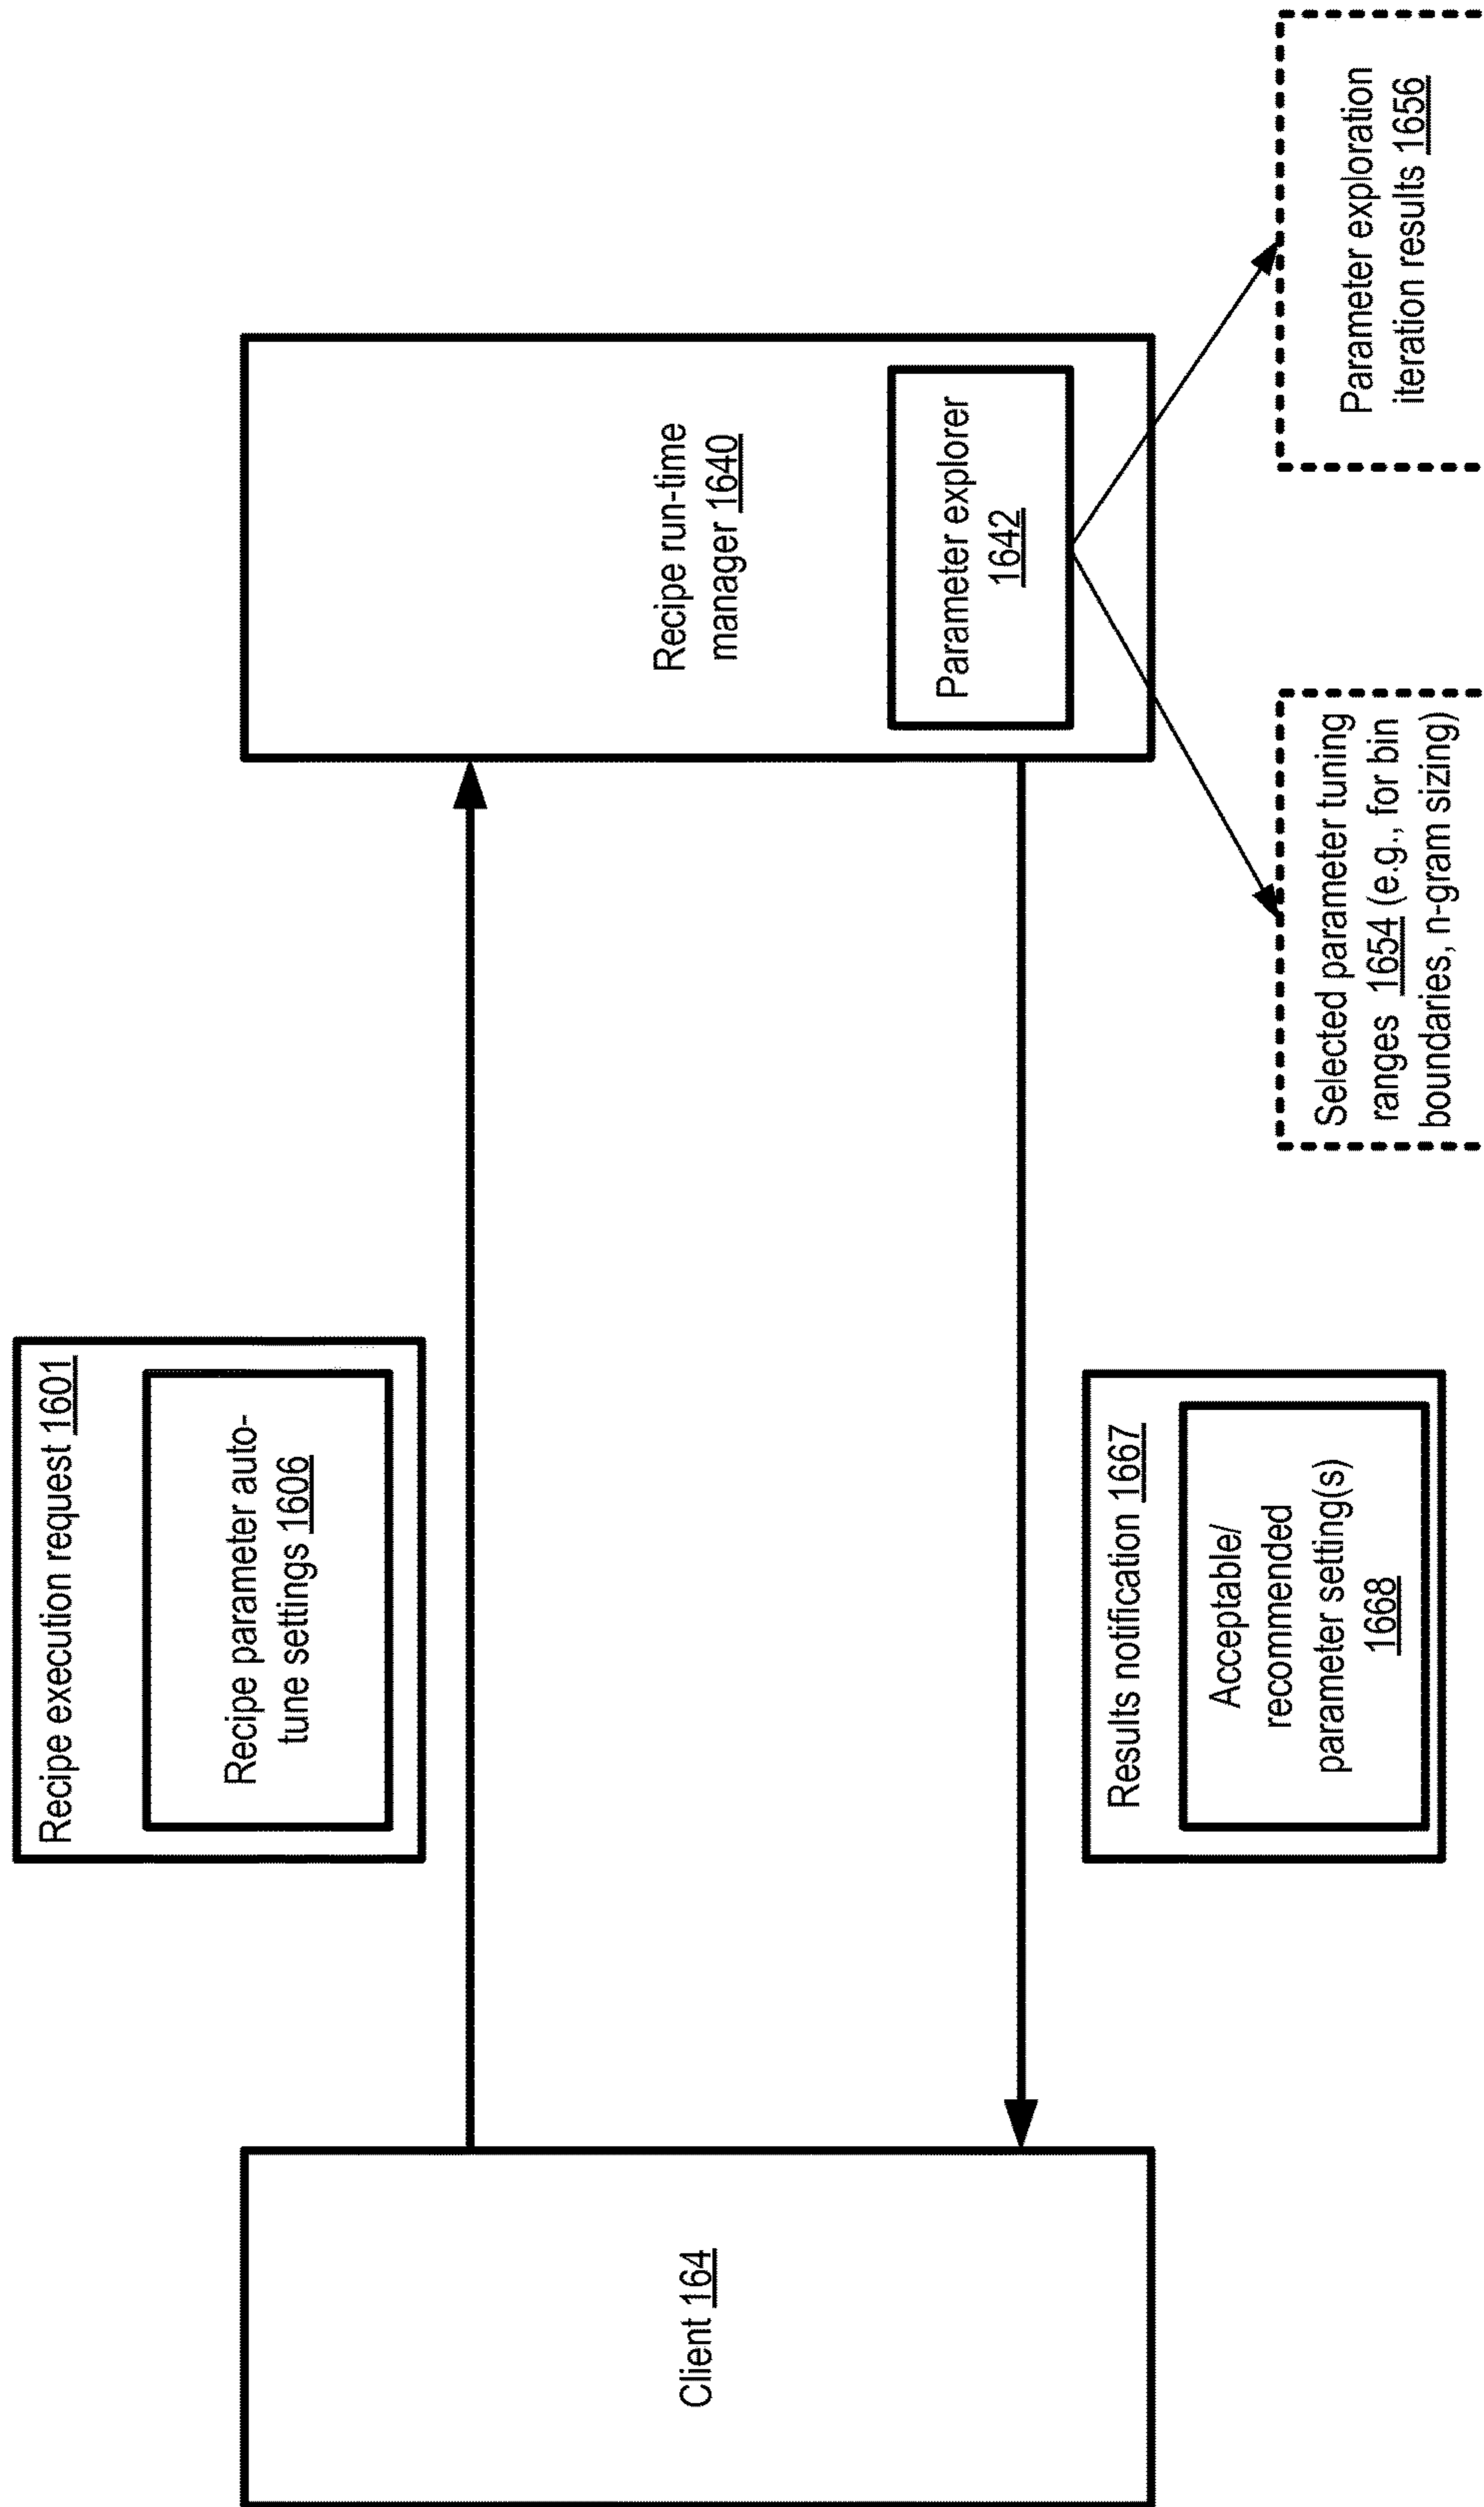 Recipe execution request 1601
Recipe parameter auto-
tune settings 1606
Client 164
Recipe run-time
manager 1640
Parameter explorer
1642
Results notification 1667
Acceptable/
recommended
parameter setting(s)
1668
Selected parameter tuning
ranges 1654 (e.g., for bin
boundaries, n-gram sizing)
Parameter exploration
iteration results 1656